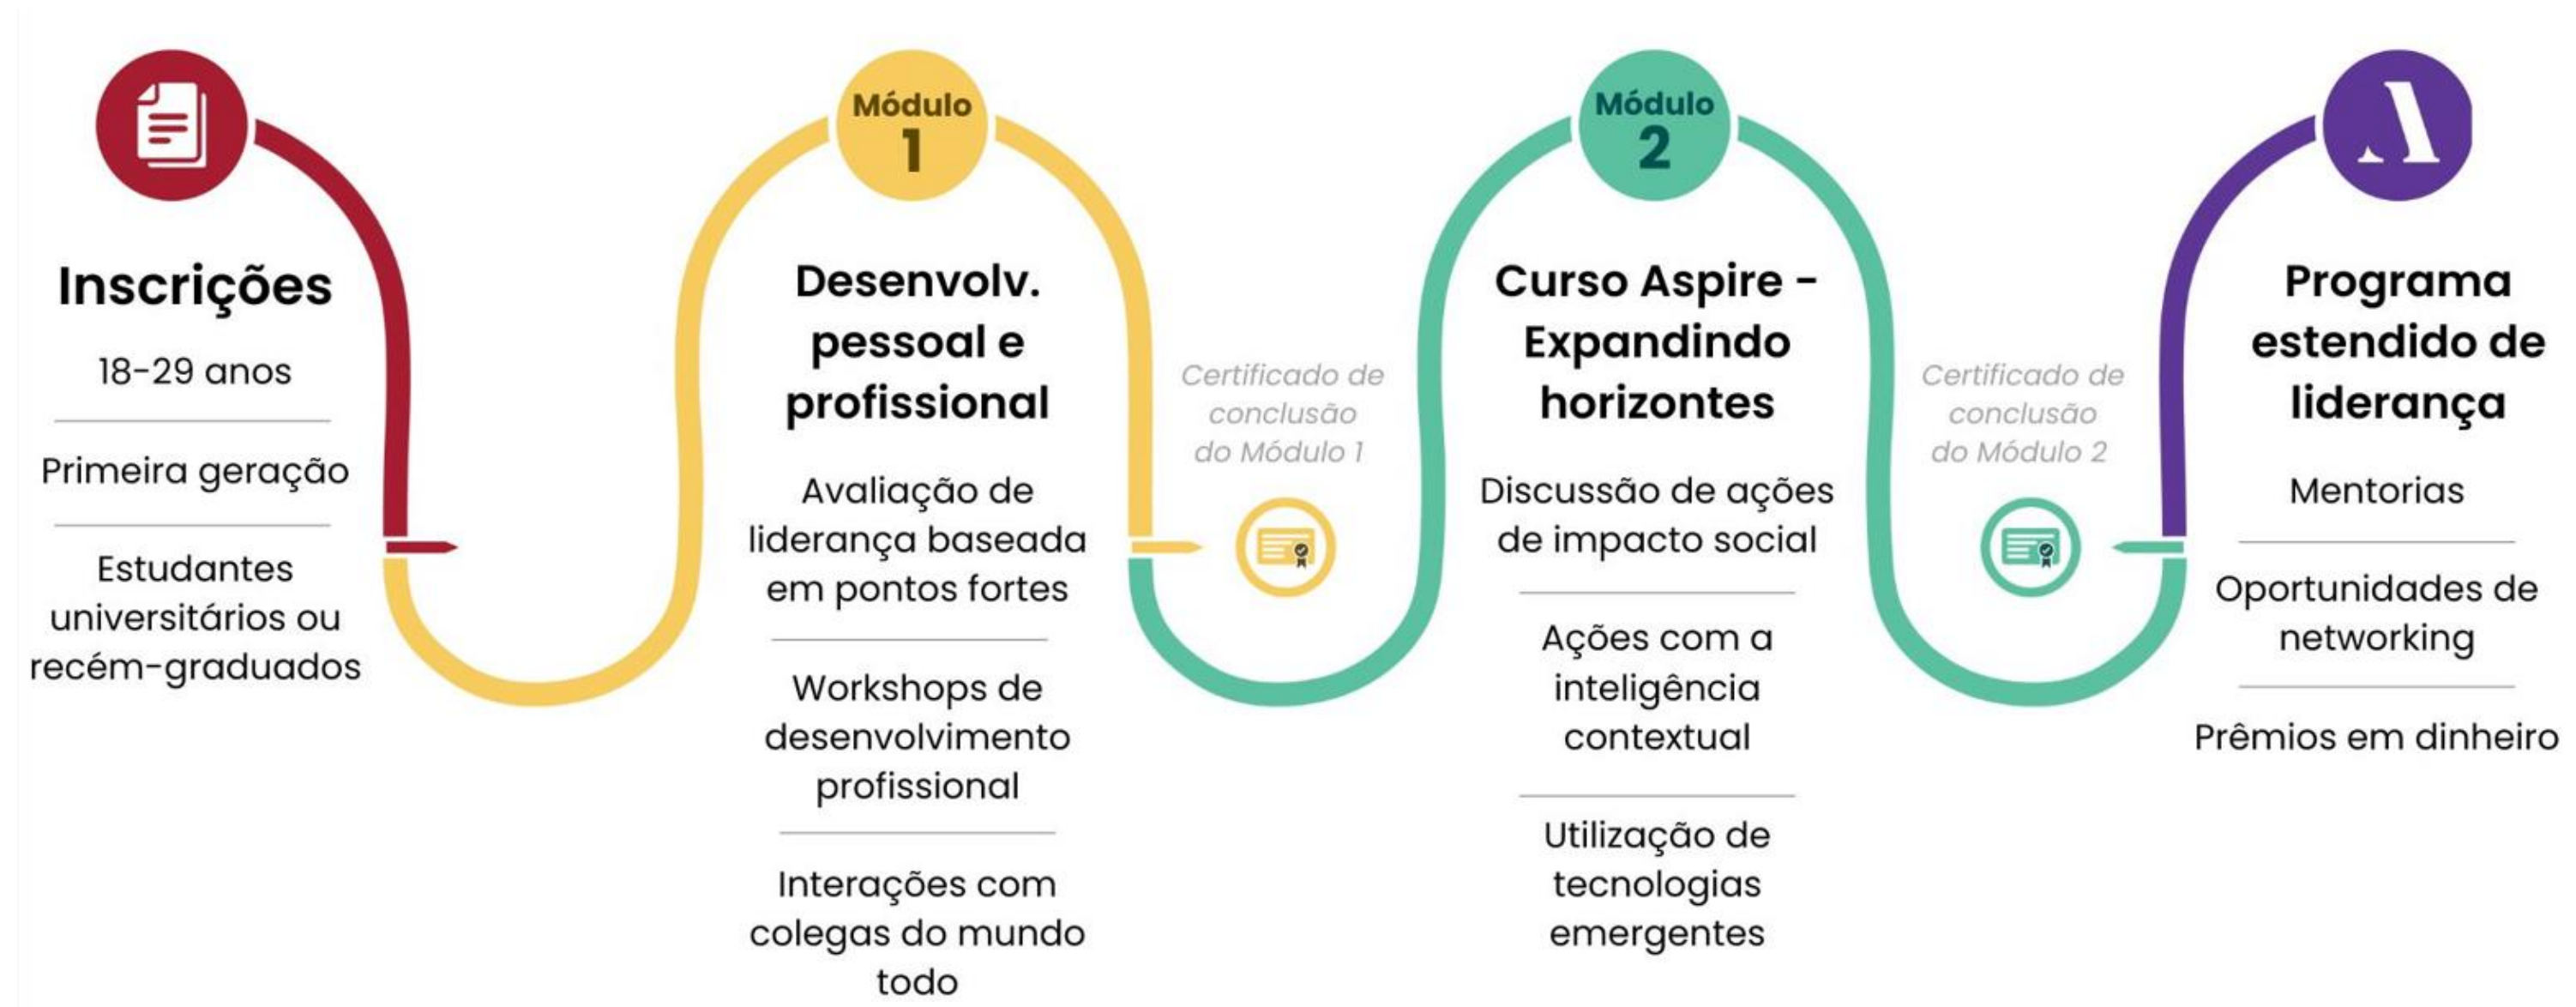 Inscrições
18-29 anos
Primeira geração
Estudantes
universitários ou
recém-graduados
Módulo
1
Desenvolv.
pessoal e
profissional
Avaliação de
liderança baseada
em pontos fortes
Workshops de
desenvolvimento
profissional
Interações com
colegas do mundo
todo
Certificado de
conclusão
do Módulo 1
Módulo
2
Curso Aspire -
Expandindo
horizontes
Discussão de ações
de impacto social
Ações com a
inteligência
contextual
Utilização de
tecnologias
emergentes
Certificado de
conclusão
do Módulo 2
A
Programa
estendido de
liderança
Mentorias
Oportunidades de
networking
Prêmios em dinheiro